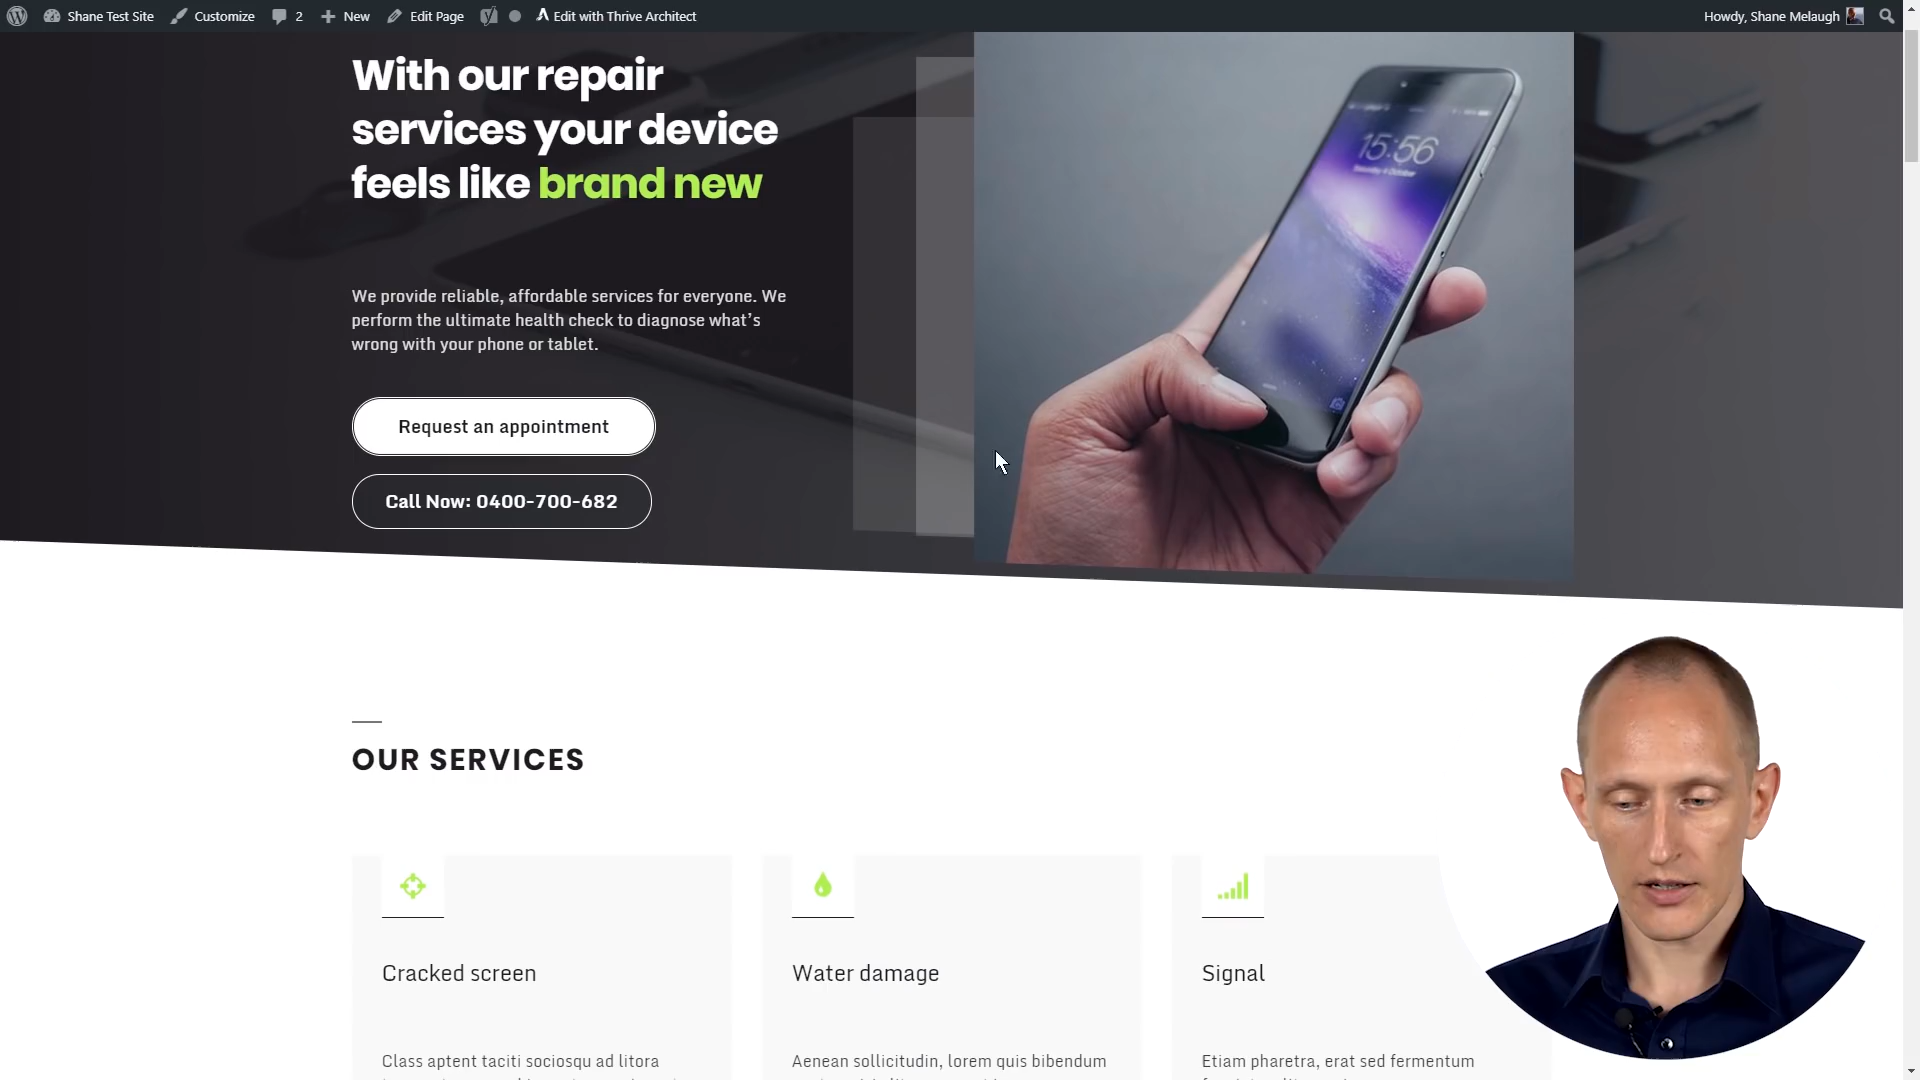 Shane Test Site
Customize
2
New
Edit Page
Edit with Thrive Architect
Howdy, Shane Melaugh
With our repair
services your device
feels like brand new
15:56
We provide reliable, affordable services for everyone. We
perform the ultimate health check to diagnose what's
wrong with your phone or tablet.
Request an appointment
Call Now: 0400-700-682
OUR SERVICES
Cracked screen
Water damage
Signal
Class aptent taciti sociosqu ad litora
Aenean sollicitudin, lorem quis bibendum
Etiam pharetra, erat sed fermentum